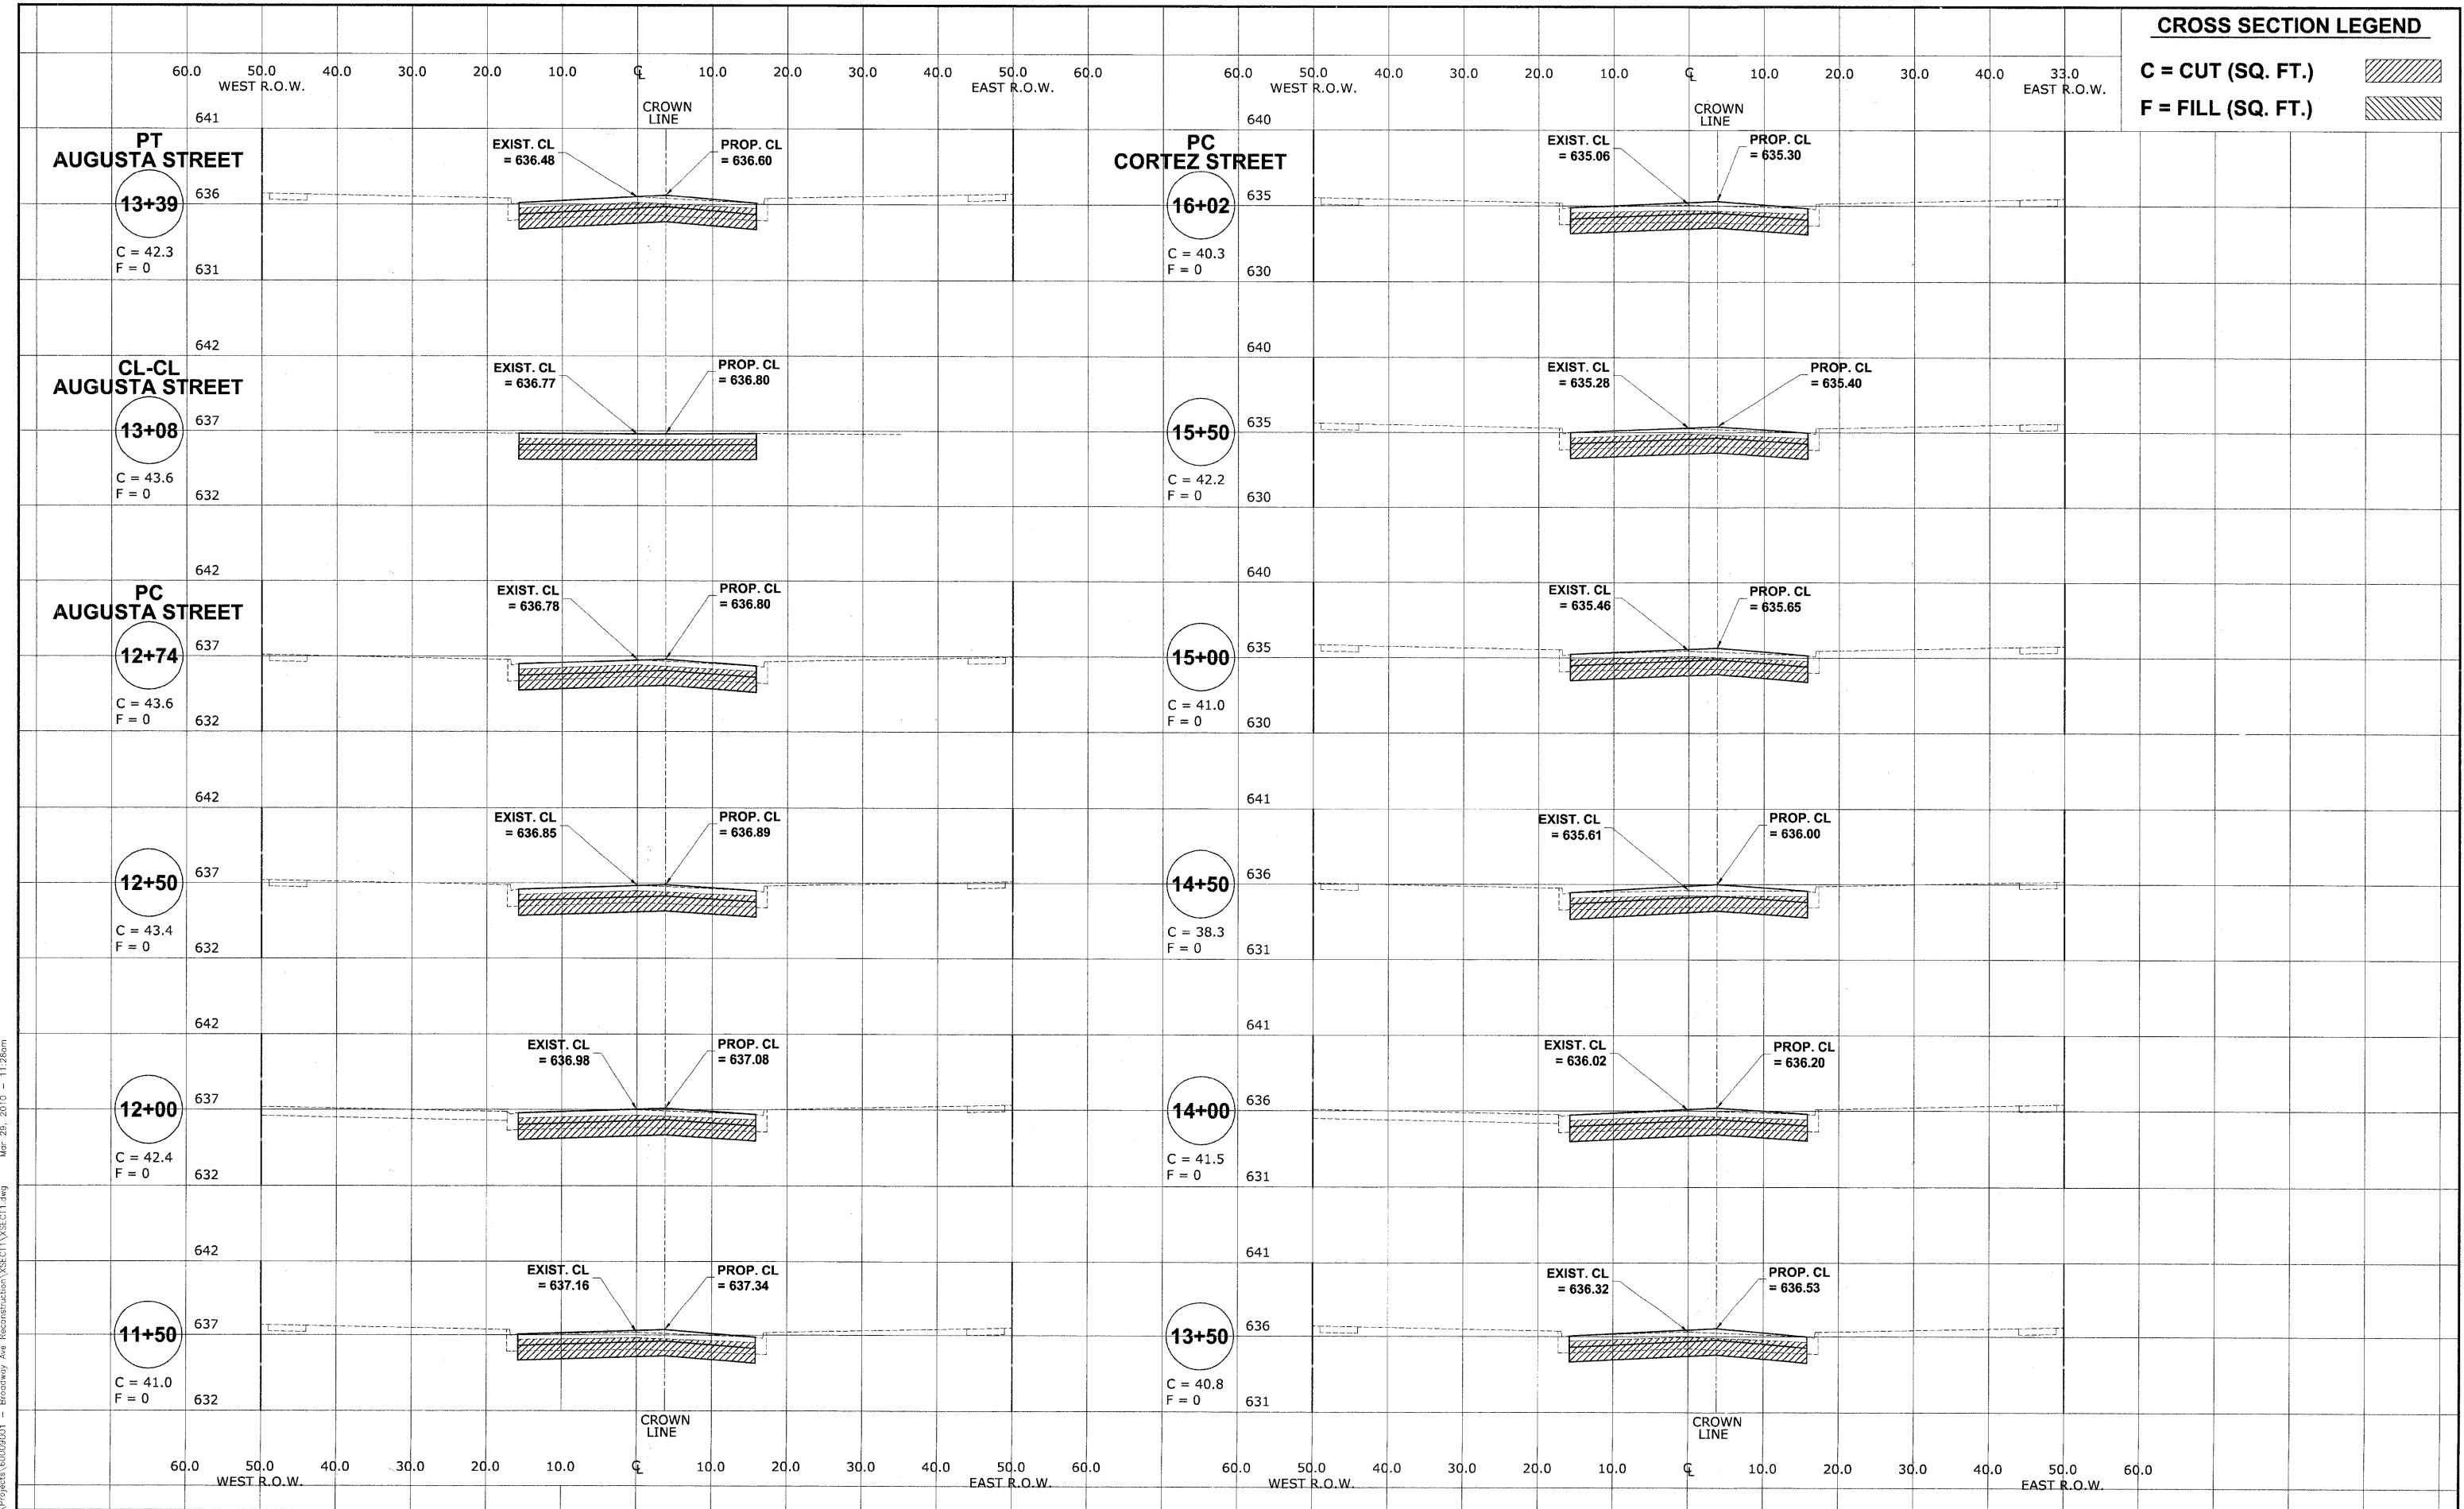 CROSS SECTION LEGEND
C = CUT (SQ. FT.)
F = FILL (SQ. FT.)
60.0 50.0 40.0 30.0 20.0 10.0 ℄ 10.0 20.0 30.0 40.0 50.0 60.0
WEST R.O.W. EAST R.O.W.
CROWN
LINE
641
PT
AUGUSTA STREET
13+39
636
C = 42.3
F = 0
631
EXIST. CL
= 636.48
PROP. CL
= 636.60
642
CL-CL
AUGUSTA STREET
13+08
637
C = 43.6
F = 0
632
EXIST. CL
= 636.77
PROP. CL
= 636.80
642
PC
AUGUSTA STREET
12+74
637
C = 43.6
F = 0
632
EXIST. CL
= 636.78
PROP. CL
= 636.80
642
12+50
637
C = 43.4
F = 0
632
EXIST. CL
= 636.85
PROP. CL
= 636.89
642
12+00
637
C = 42.4
F = 0
632
EXIST. CL
= 636.98
PROP. CL
= 637.08
642
11+50
637
C = 41.0
F = 0
632
EXIST. CL
= 637.16
PROP. CL
= 637.34
CROWN
LINE
60.0 50.0 40.0 30.0 20.0 10.0 ℄ 10.0 20.0 30.0 40.0 50.0 60.0
WEST R.O.W. EAST R.O.W.
60.0 50.0 40.0 30.0 20.0 10.0 ℄ 10.0 20.0 30.0 40.0 33.0
WEST R.O.W. EAST R.O.W.
CROWN
LINE
640
PC
CORTEZ STREET
16+02
635
C = 40.3
F = 0
630
EXIST. CL
= 635.06
PROP. CL
= 635.30
640
15+50
635
C = 42.2
F = 0
630
EXIST. CL
= 635.28
PROP. CL
= 635.40
640
15+00
635
C = 41.0
F = 0
630
EXIST. CL
= 635.46
PROP. CL
= 635.65
641
14+50
636
C = 38.3
F = 0
631
EXIST. CL
= 635.61
PROP. CL
= 636.00
641
14+00
636
C = 41.5
F = 0
631
EXIST. CL
= 636.02
PROP. CL
= 636.20
641
13+50
636
C = 40.8
F = 0
631
EXIST. CL
= 636.32
PROP. CL
= 636.53
CROWN
LINE
60.0 50.0 40.0 30.0 20.0 10.0 ℄ 10.0 20.0 30.0 40.0 50.0 60.0
WEST R.O.W. EAST R.O.W.
Broadway Ave Reconstruction\XSECT1\XSECT1.dwg Mar 29, 2010 - 11:28am